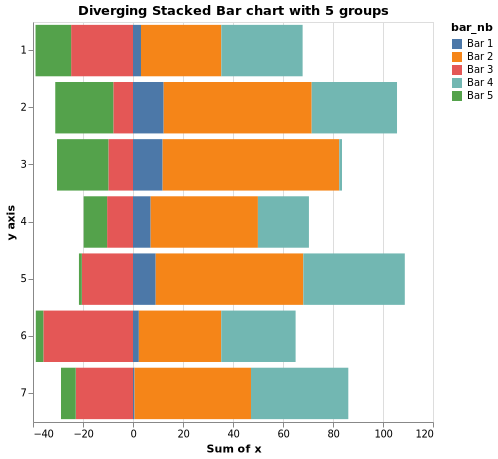 Diverging Stacked Bar chart with 5 groups
bar_nb
Bar 1
Bar 2
Bar 3
Bar 4
Bar 5
y axis
1
2
3
4
5
6
7
−40 −20 0 20 40 60 80 100 120
Sum of x